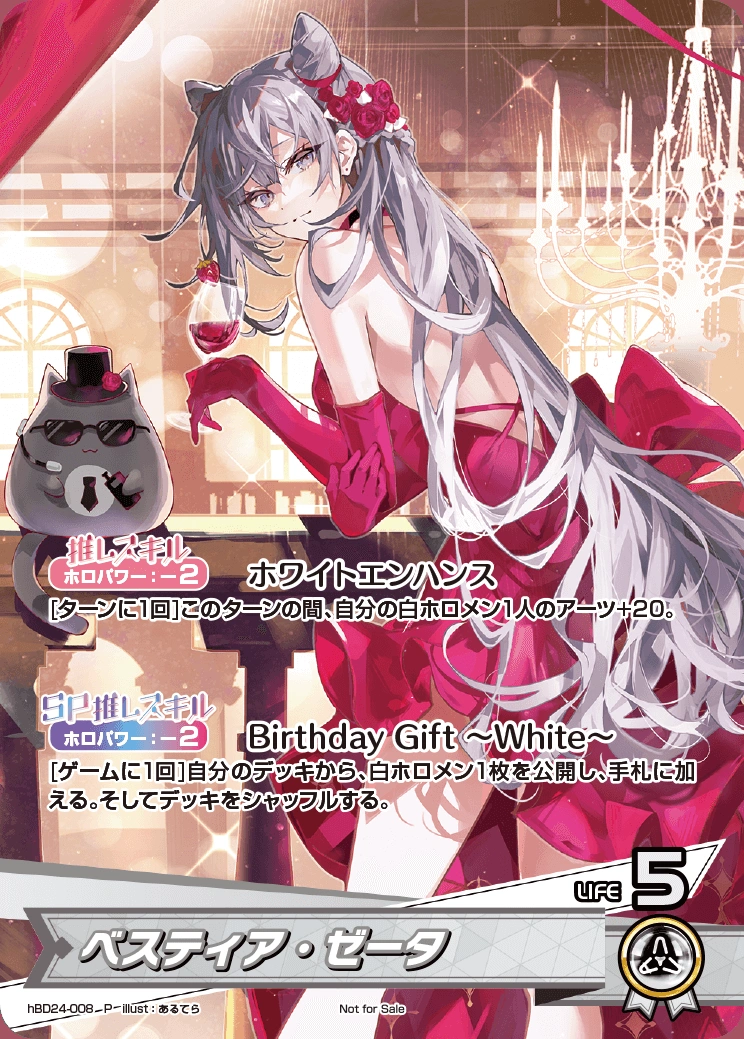 推しスキル
ホロパワー：－2 ホワイトエンハンス
[ターンに1回]このターンの間、自分の白ホロメン1人のアーツ+20。
SP推しスキル
ホロパワー：－2 Birthday Gift ～White～
[ゲームに1回]自分のデッキから、白ホロメン1枚を公開し、手札に加
える。そしてデッキをシャッフルする。
LIFE 5
ベスティア・ゼータ
hBD24-008 P illust：あるてら Not for Sale